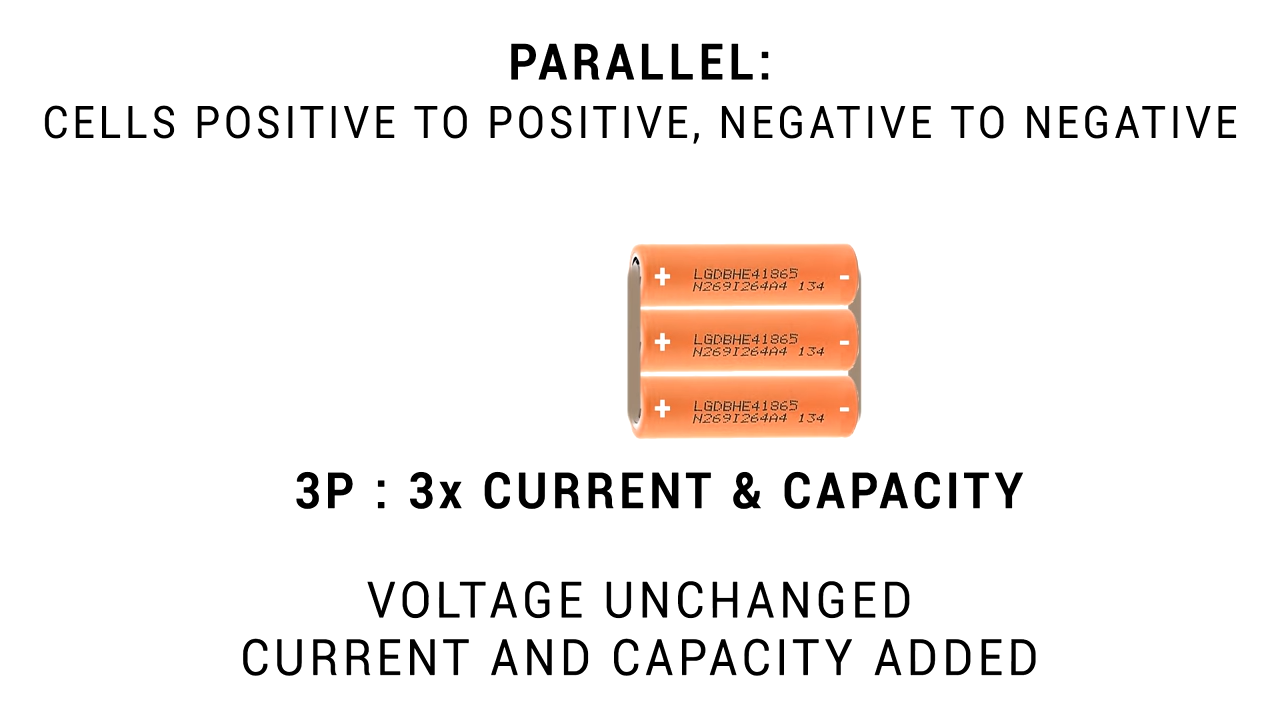 PARALLEL:
CELLS POSITIVE TO POSITIVE, NEGATIVE TO NEGATIVE
+ LGDBHE41865 -
N269I264A4 134
+ LGDBHE41865 -
N269I264A4 134
+ LGDBHE41865 -
N269I264A4 134
3P : 3x CURRENT & CAPACITY
VOLTAGE UNCHANGED
CURRENT AND CAPACITY ADDED